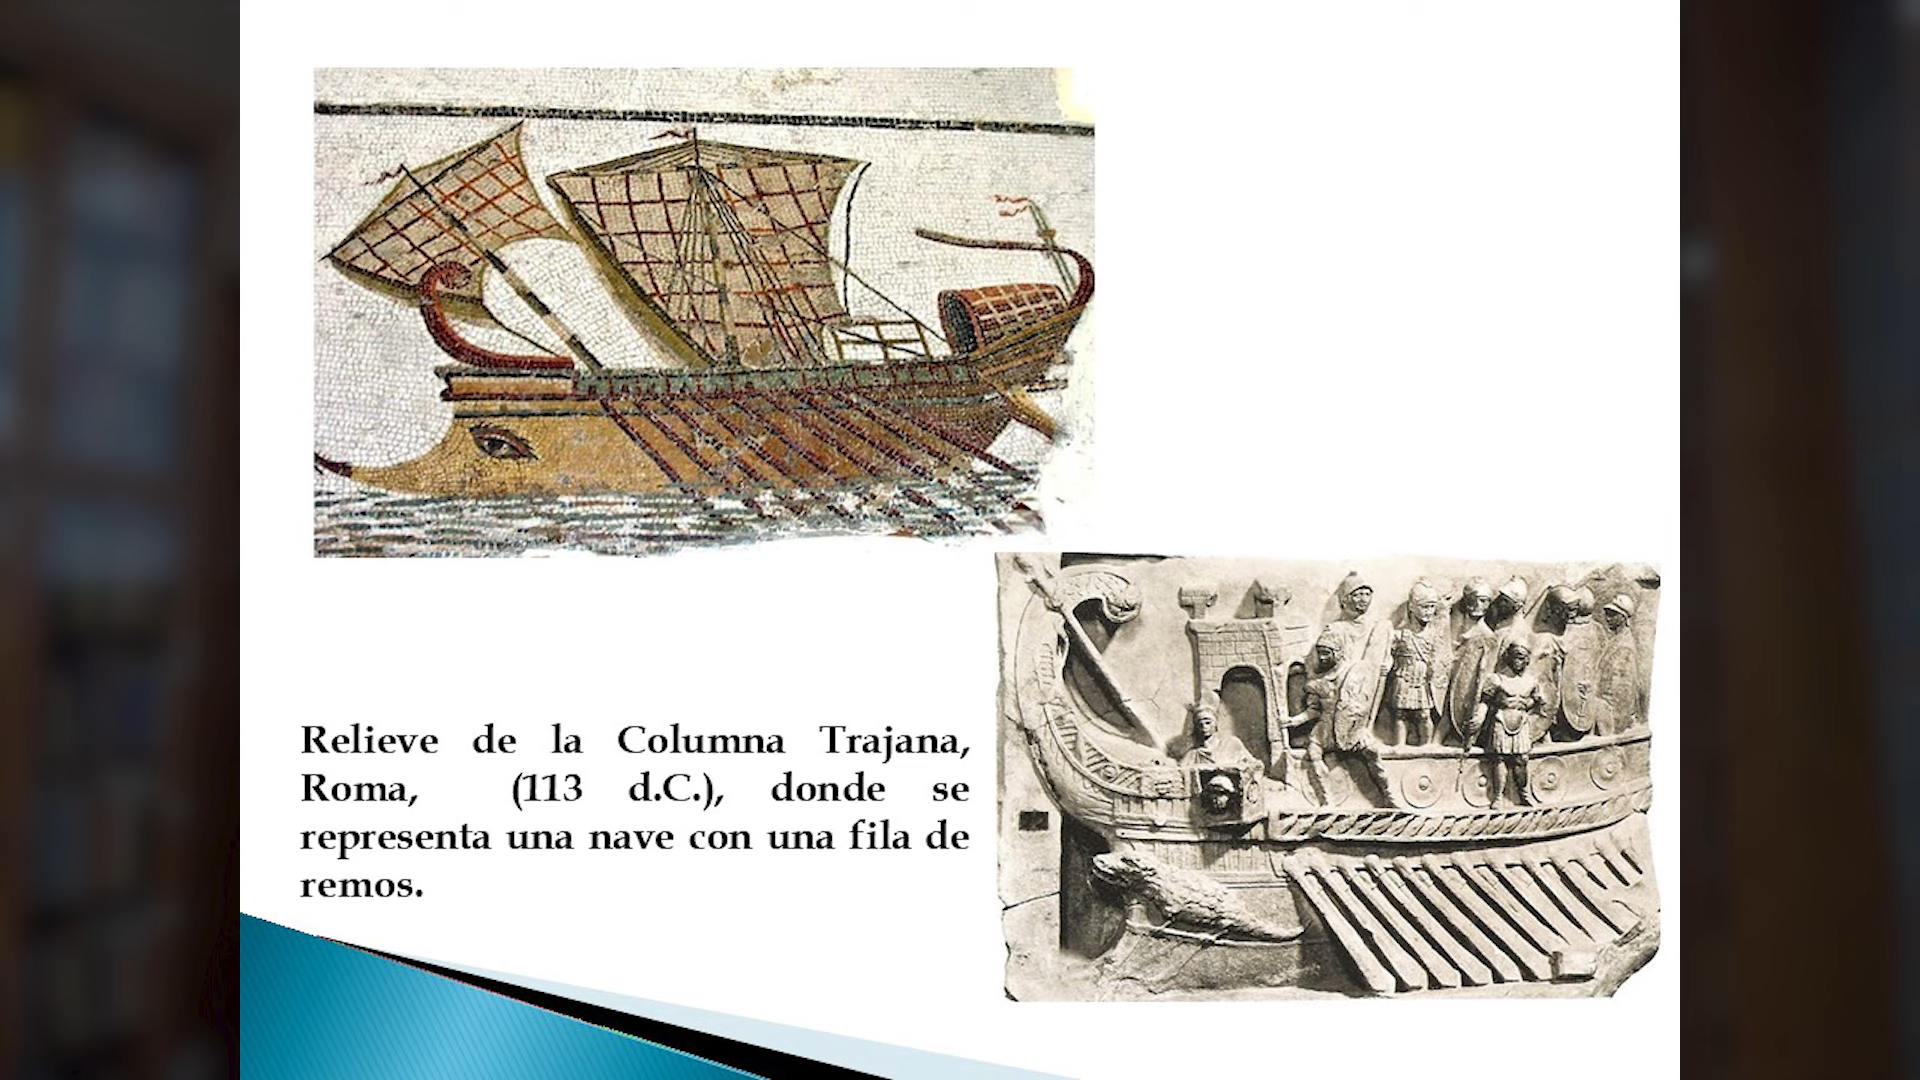 Relieve de la Columna Trajana,
Roma, (113 d.C.), donde se
representa una nave con una fila de
remos.